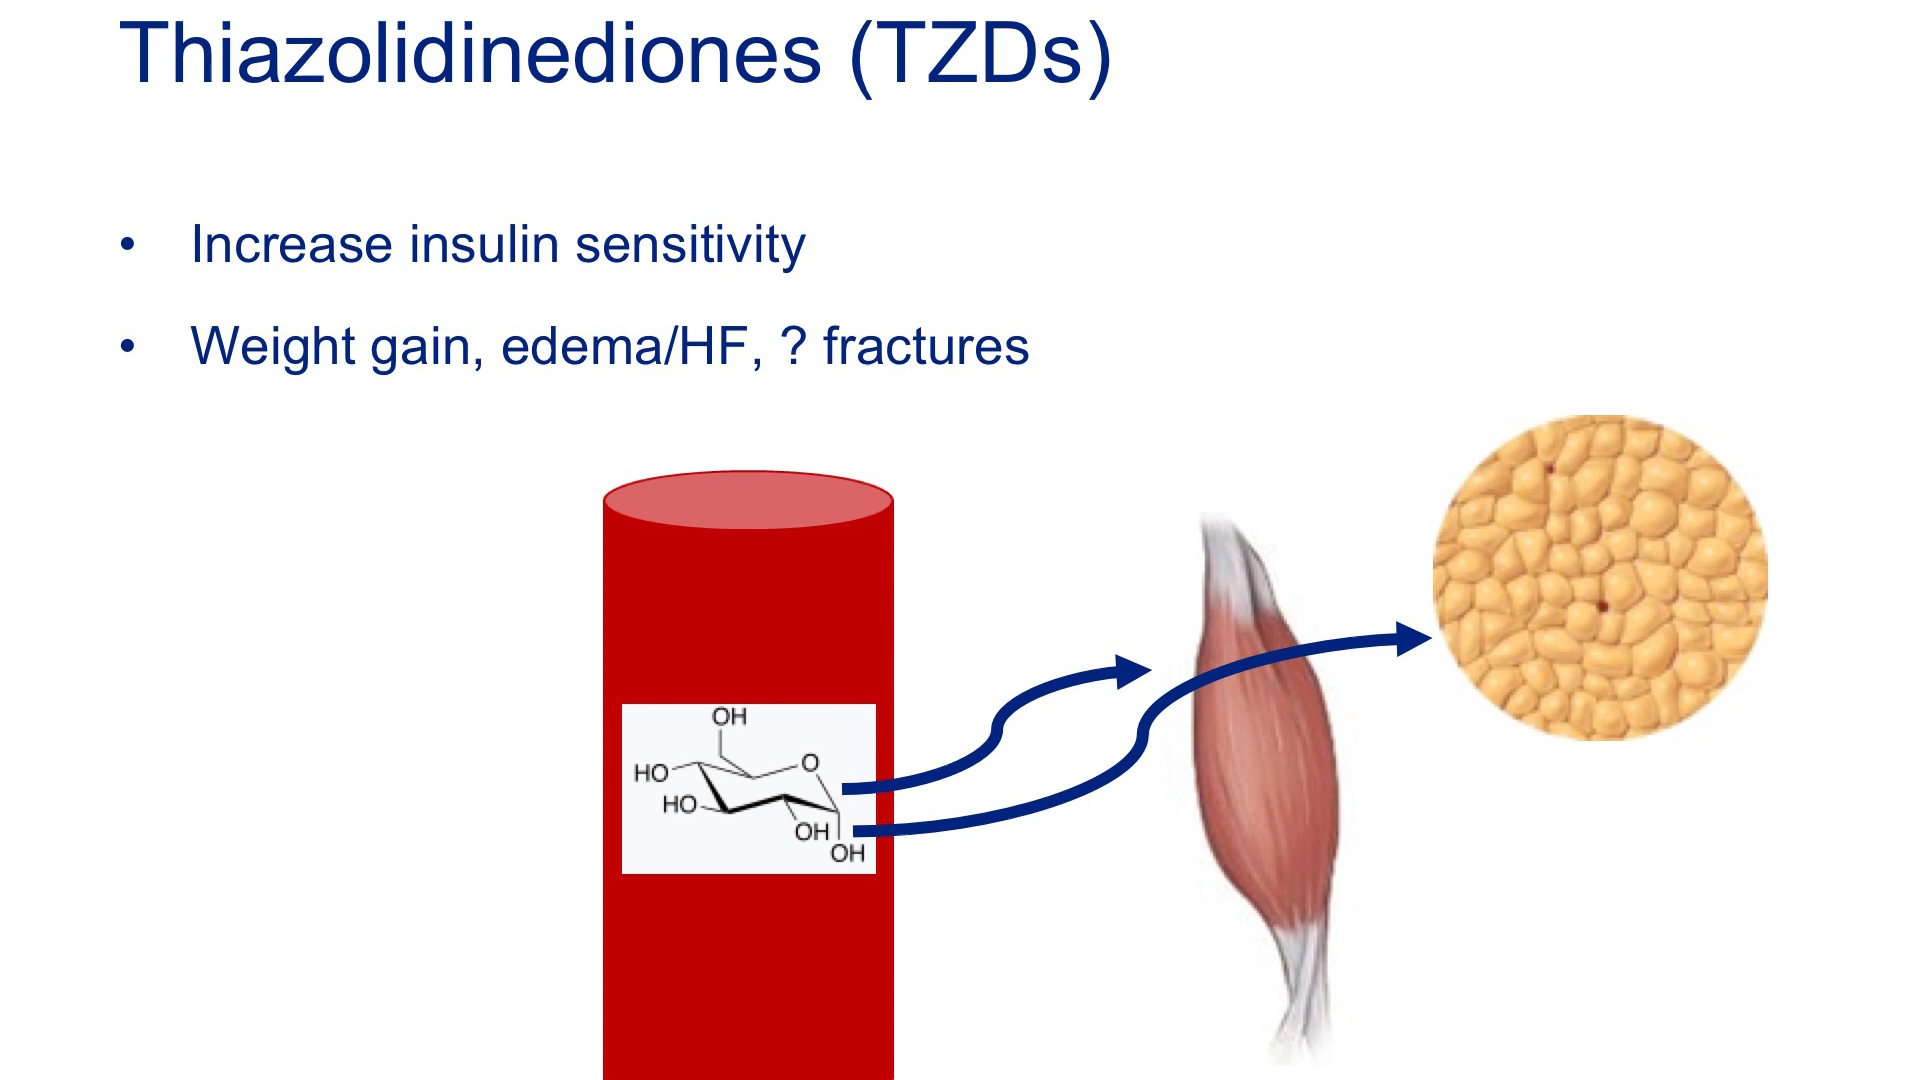 Thiazolidinediones (TZDs)
• Increase insulin sensitivity
• Weight gain, edema/HF, ? fractures
OH
O
HO
HO
OH
OH